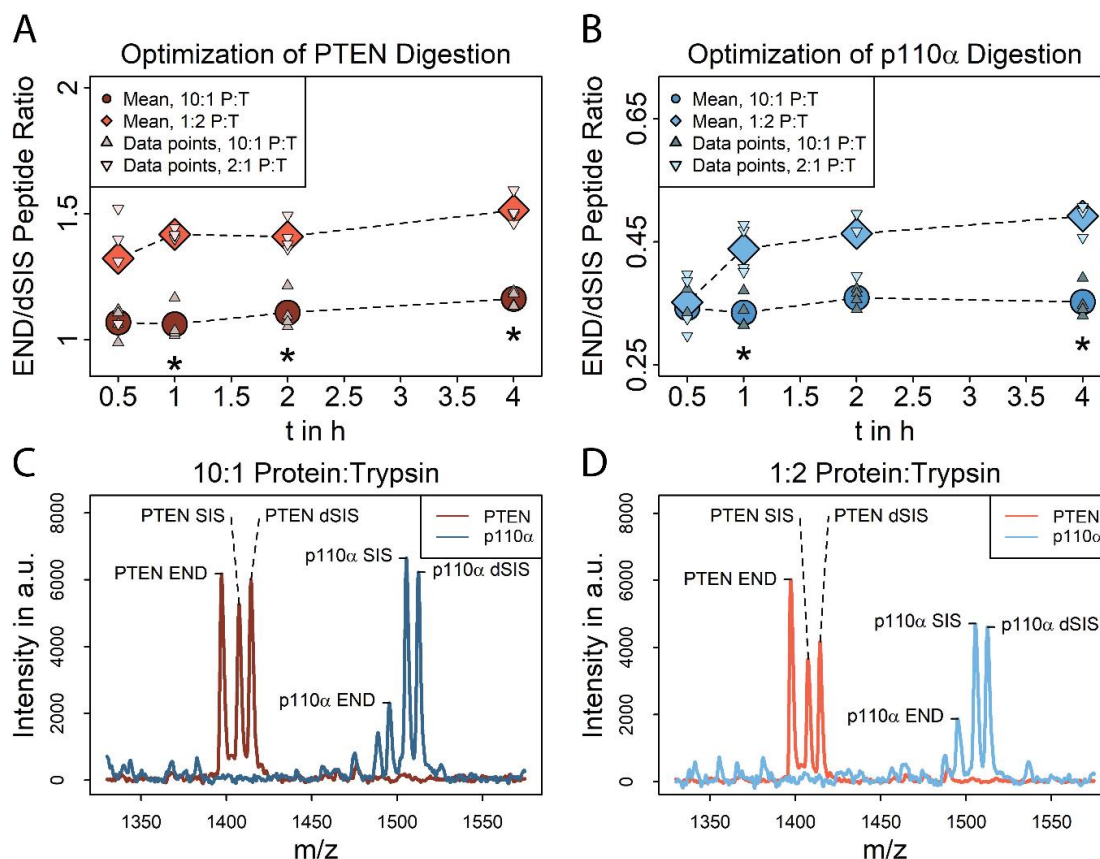 A
Optimization of PTEN Digestion
END/dSIS Peptide Ratio
2
1.5
1
Mean, 10:1 P:T
Mean, 1:2 P:T
Data points, 10:1 P:T
Data points, 2:1 P:T
*
*
*
0.5 1 1.5 2 2.5 3 3.5 4
t in h
B
Optimization of p110α Digestion
END/dSIS Peptide Ratio
0.65
0.45
0.25
Mean, 10:1 P:T
Mean, 1:2 P:T
Data points, 10:1 P:T
Data points, 2:1 P:T
*
*
0.5 1 1.5 2 2.5 3 3.5 4
t in h
C
10:1 Protein:Trypsin
Intensity in a.u.
8000
6000
4000
2000
0
PTEN SIS
PTEN dSIS
PTEN
p110α
PTEN END
p110α SIS
p110α dSIS
p110α END
1350 1400 1450 1500 1550
m/z
D
1:2 Protein:Trypsin
Intensity in a.u.
8000
6000
4000
2000
0
PTEN SIS
PTEN dSIS
PTEN
p110α
PTEN END
p110α SIS
p110α dSIS
p110α END
1350 1400 1450 1500 1550
m/z